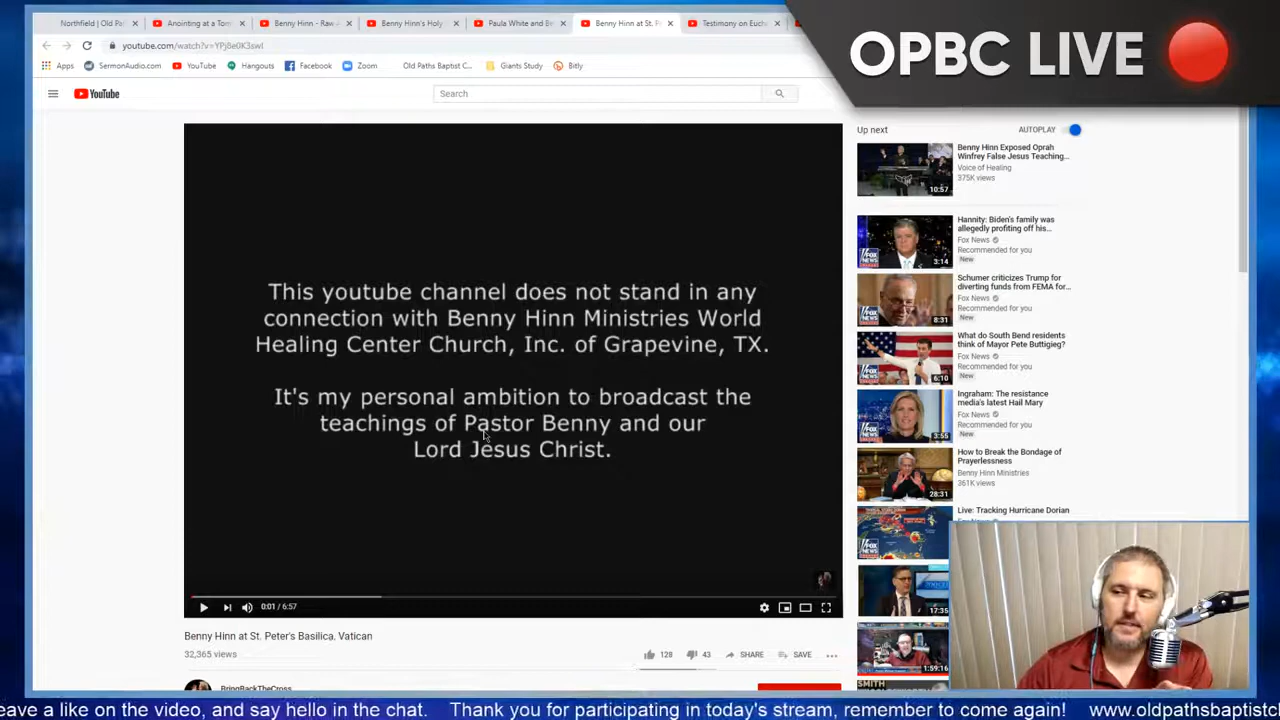 Northfield | Old Pa
Anointing at a Tom
Benny Hinn - Raw
Benny Hinn's Holy
Paula White and Be
Benny Hinn at St. P
Testimony on Euch
youtube.com/watch?v=YPj8e0K3swI
Apps SermonAudio.com YouTube Hangouts Facebook Zoom Old Paths Baptist C... Giants Study Bitly
OPBC LIVE
YouTube
Search
This youtube channel does not stand in any
nection with Benny Hinn Ministries World
Healing Center Church, Inc. of Grapevine, TX.
It's my personal ambition to broadcast the
teachings of Pastor Benny and our
Lord Jesus Christ.
0:01 / 6:57
Benny Hinn at St. Peter's Basilica, Vatican
32,365 views
128 43 SHARE SAVE
BringBackTheCross
Up next AUTOPLAY
Benny Hinn Exposed Oprah
Winfrey False Jesus Teaching...
Voice of Healing
375K views
10:57
Hannity: Biden's family was
allegedly profiting off his...
Fox News
Recommended for you
New
3:14
Schumer criticizes Trump for
diverting funds from FEMA for...
Fox News
Recommended for you
New
8:31
What do South Bend residents
think of Mayor Pete Buttigieg?
Fox News
Recommended for you
New
6:10
Ingraham: The resistance
media's latest Hail Mary
Fox News
Recommended for you
New
3:55
How to Break the Bondage of
Prayerlessness
Benny Hinn Ministries
361K views
28:31
Live: Tracking Hurricane Dorian
17:35
1:59:16
SMITH
eave a like on the video and say hello in the chat. Thank you for participating in today's stream, remember to come again! www.oldpathsbaptistc